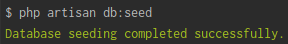 $ php artisan db:seed
Database seeding completed successfully.